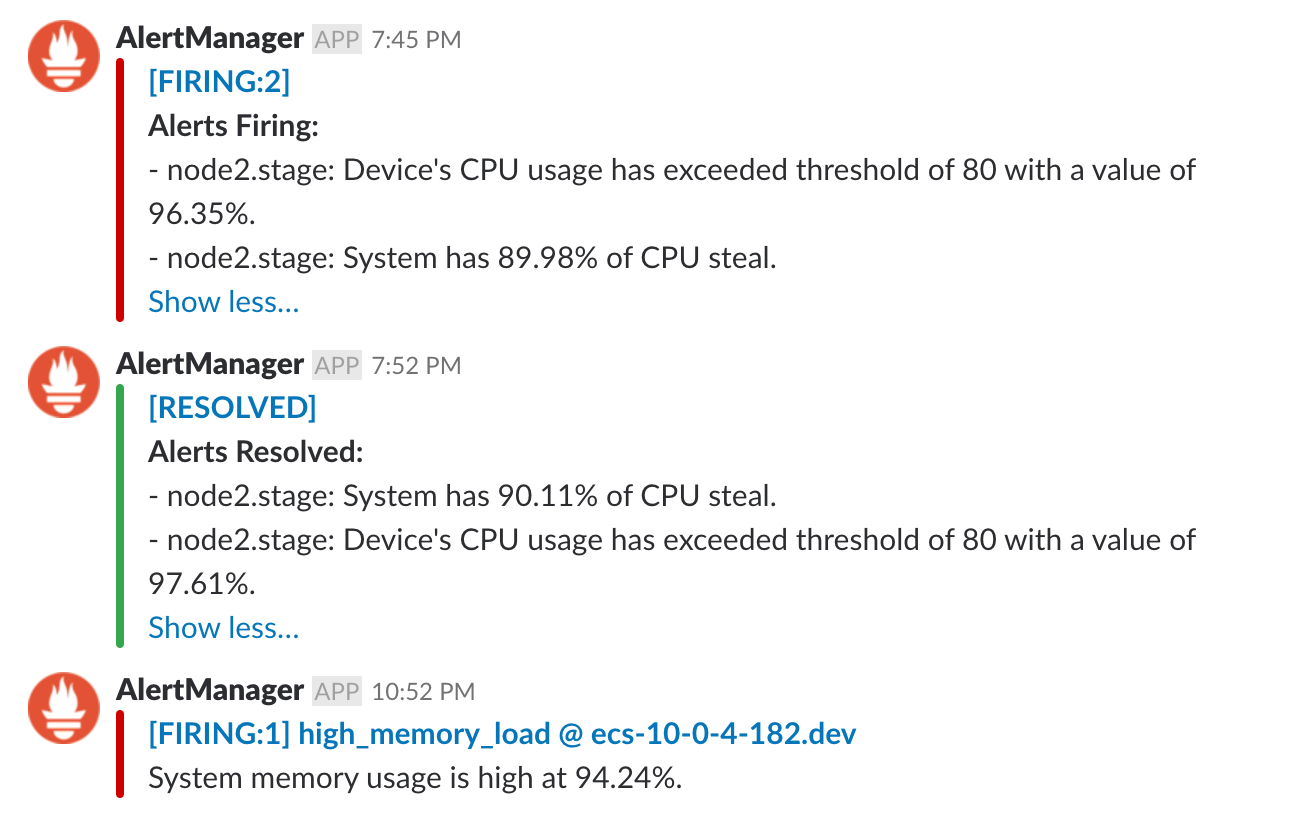 AlertManager APP 7:45 PM
[FIRING:2]
Alerts Firing:
- node2.stage: Device's CPU usage has exceeded threshold of 80 with a value of
96.35%.
- node2.stage: System has 89.98% of CPU steal.
Show less...
AlertManager APP 7:52 PM
[RESOLVED]
Alerts Resolved:
- node2.stage: System has 90.11% of CPU steal.
- node2.stage: Device's CPU usage has exceeded threshold of 80 with a value of
97.61%.
Show less...
AlertManager APP 10:52 PM
[FIRING:1] high_memory_load @ ecs-10-0-4-182.dev
System memory usage is high at 94.24%.